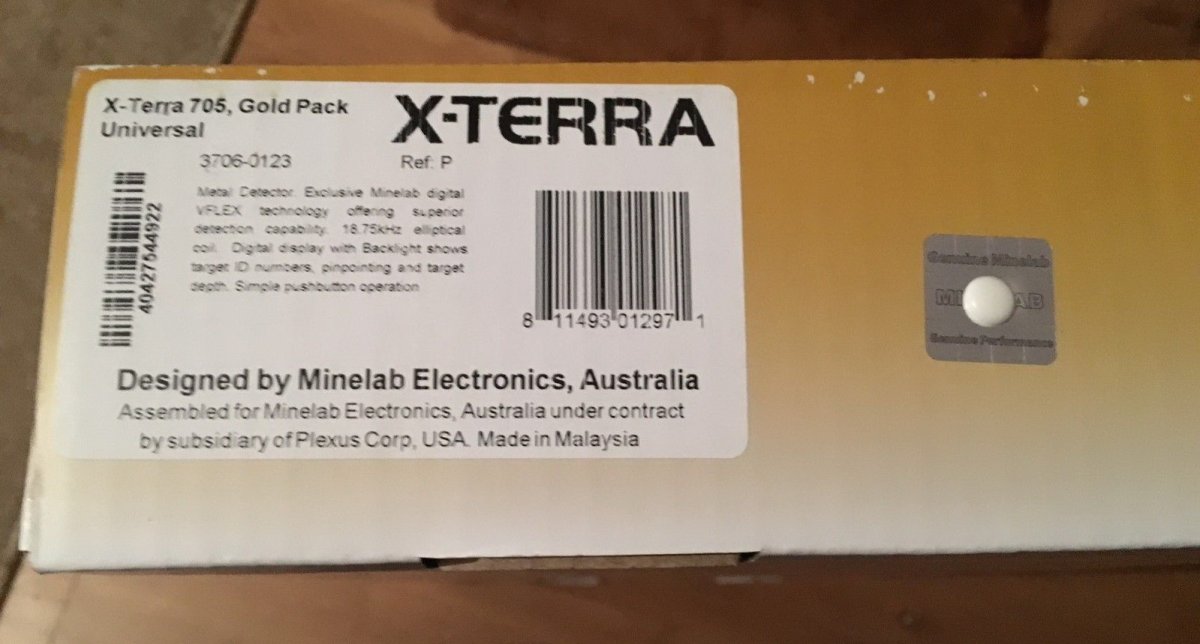 X-Terra 705, Gold Pack
Universal
X-TERRA
3706-0123
Ref: P
Metal Detector. Exclusive Minelab digital
VFLEX technology offering superior
detection capability. 18.75kHz elliptical
coil. Digital display with Backlight shows
target ID numbers, pinpointing and target
depth. Simple pushbutton operation
40427544922
8 11493 01297 1
Designed by Minelab Electronics, Australia
Assembled for Minelab Electronics, Australia under contract
by subsidiary of Plexus Corp, USA. Made in Malaysia
Genuine Minelab
Genuine Performance